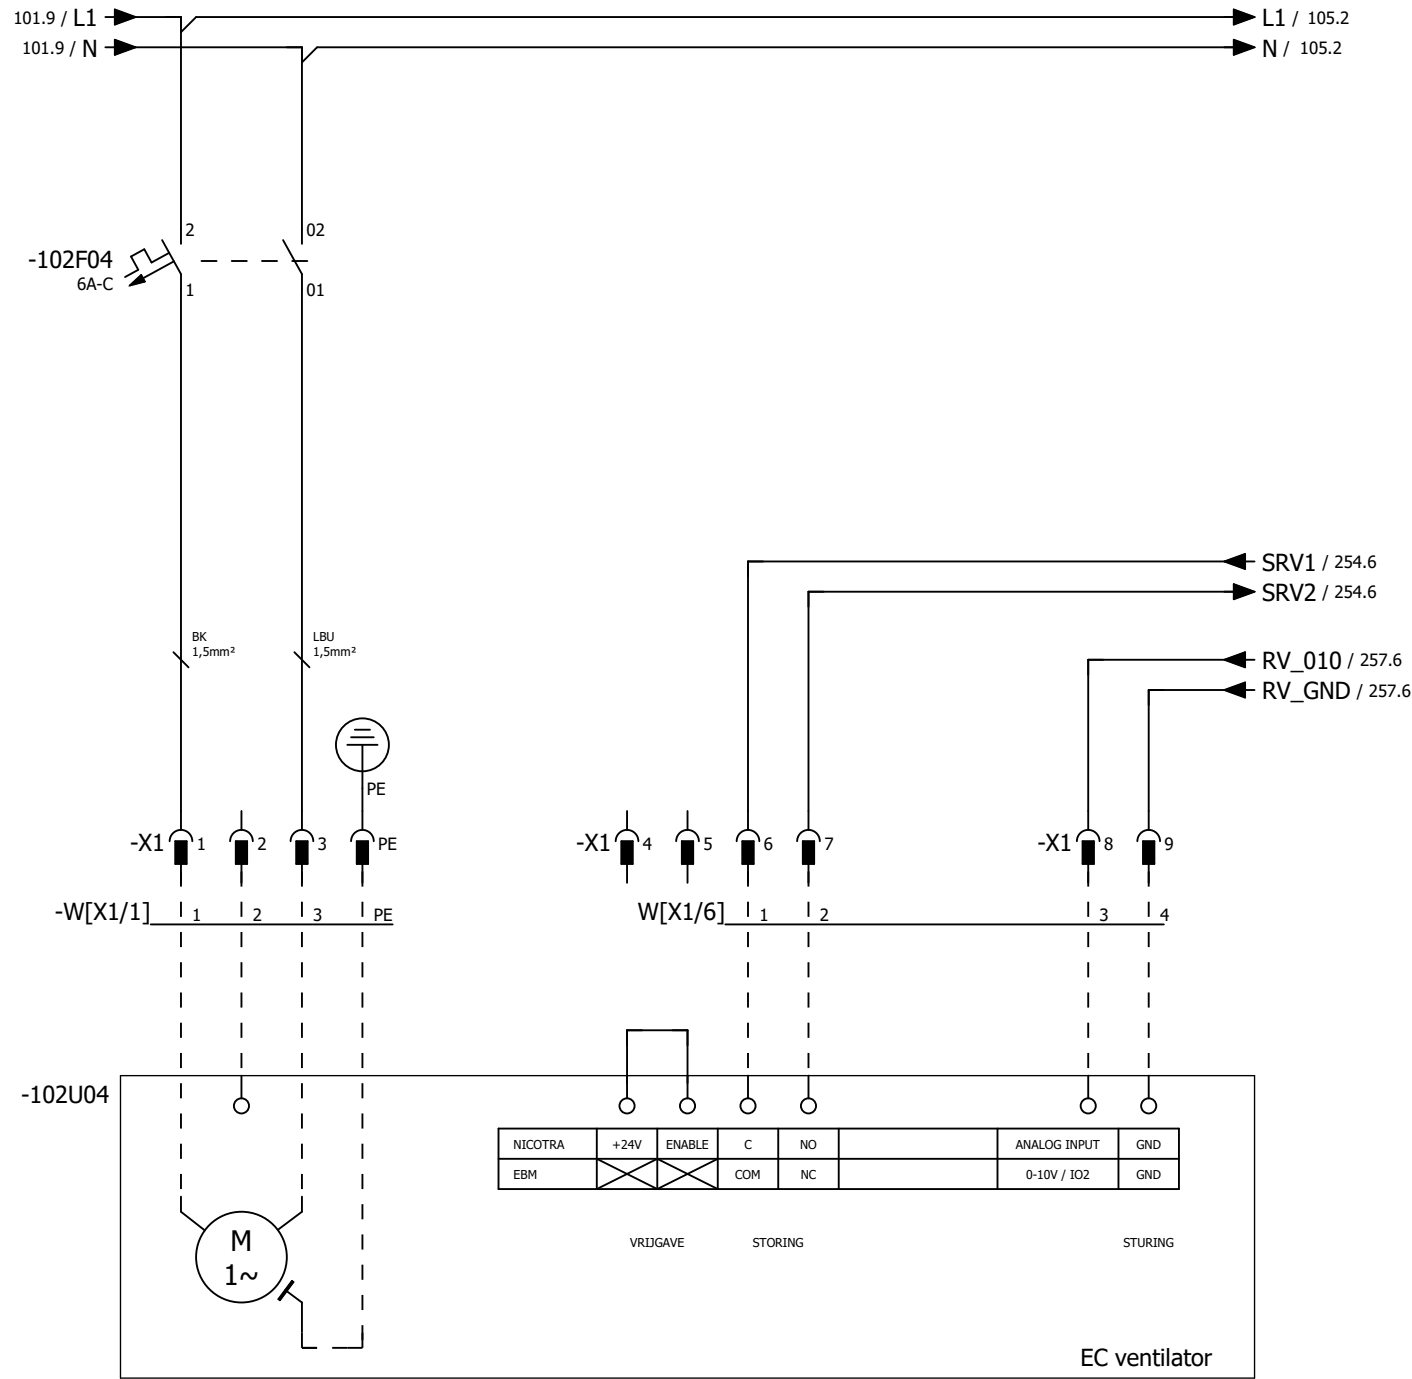 101.9 / L1 L1 / 105.2
101.9 / N N / 105.2
2 02
-102F04
6A-C
1 01
SRV1 / 254.6
SRV2 / 254.6
BK LBU
1,5mm² 1,5mm²
RV_010 / 257.6
RV_GND / 257.6
PE
-X1 1 2 3 PE -X1 4 5 6 7 -X1 8 9
-W[X1/1] 1 2 3 PE W[X1/6] 1 2 3 4
-102U04
NICOTRA +24V ENABLE C NO ANALOG INPUT GND
EBM COM NC 0-10V / IO2 GND
VRIJGAVE STORING STURING
M
1~
EC ventilator